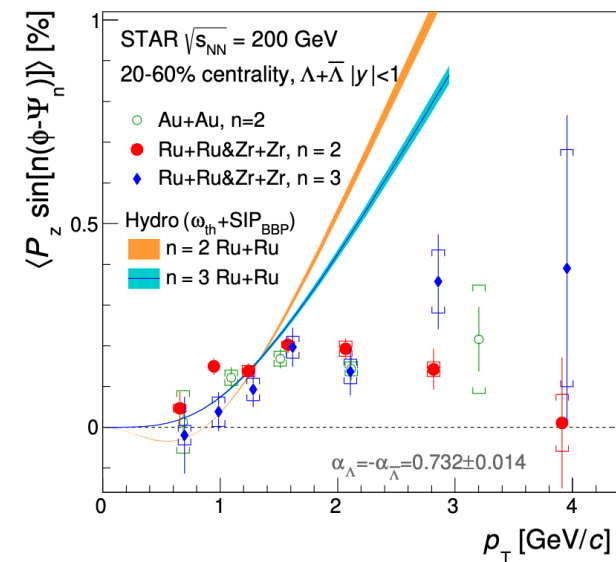 STAR √s_NN = 200 GeV
20-60% centrality, Λ+Λ̅ |y|<1
Au+Au, n=2
Ru+Ru&Zr+Zr, n = 2
Ru+Ru&Zr+Zr, n = 3
Hydro (ω_th+SIP_BBP)
n = 2 Ru+Ru
n = 3 Ru+Ru
α_Λ=-α_Λ̅=0.732±0.014
⟨P_z sin[n(ϕ-Ψ_n)]⟩ [%]
1
0.5
0
0 1 2 3 4
p_T [GeV/c]